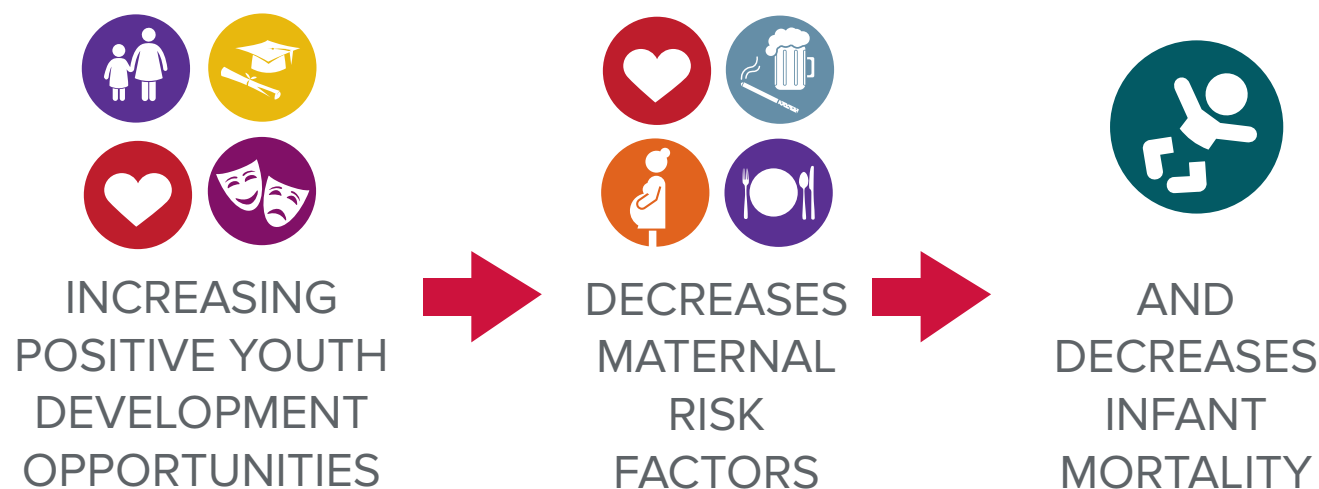 INCREASING
POSITIVE YOUTH
DEVELOPMENT
OPPORTUNITIES
DECREASES
MATERNAL
RISK
FACTORS
AND
DECREASES
INFANT
MORTALITY